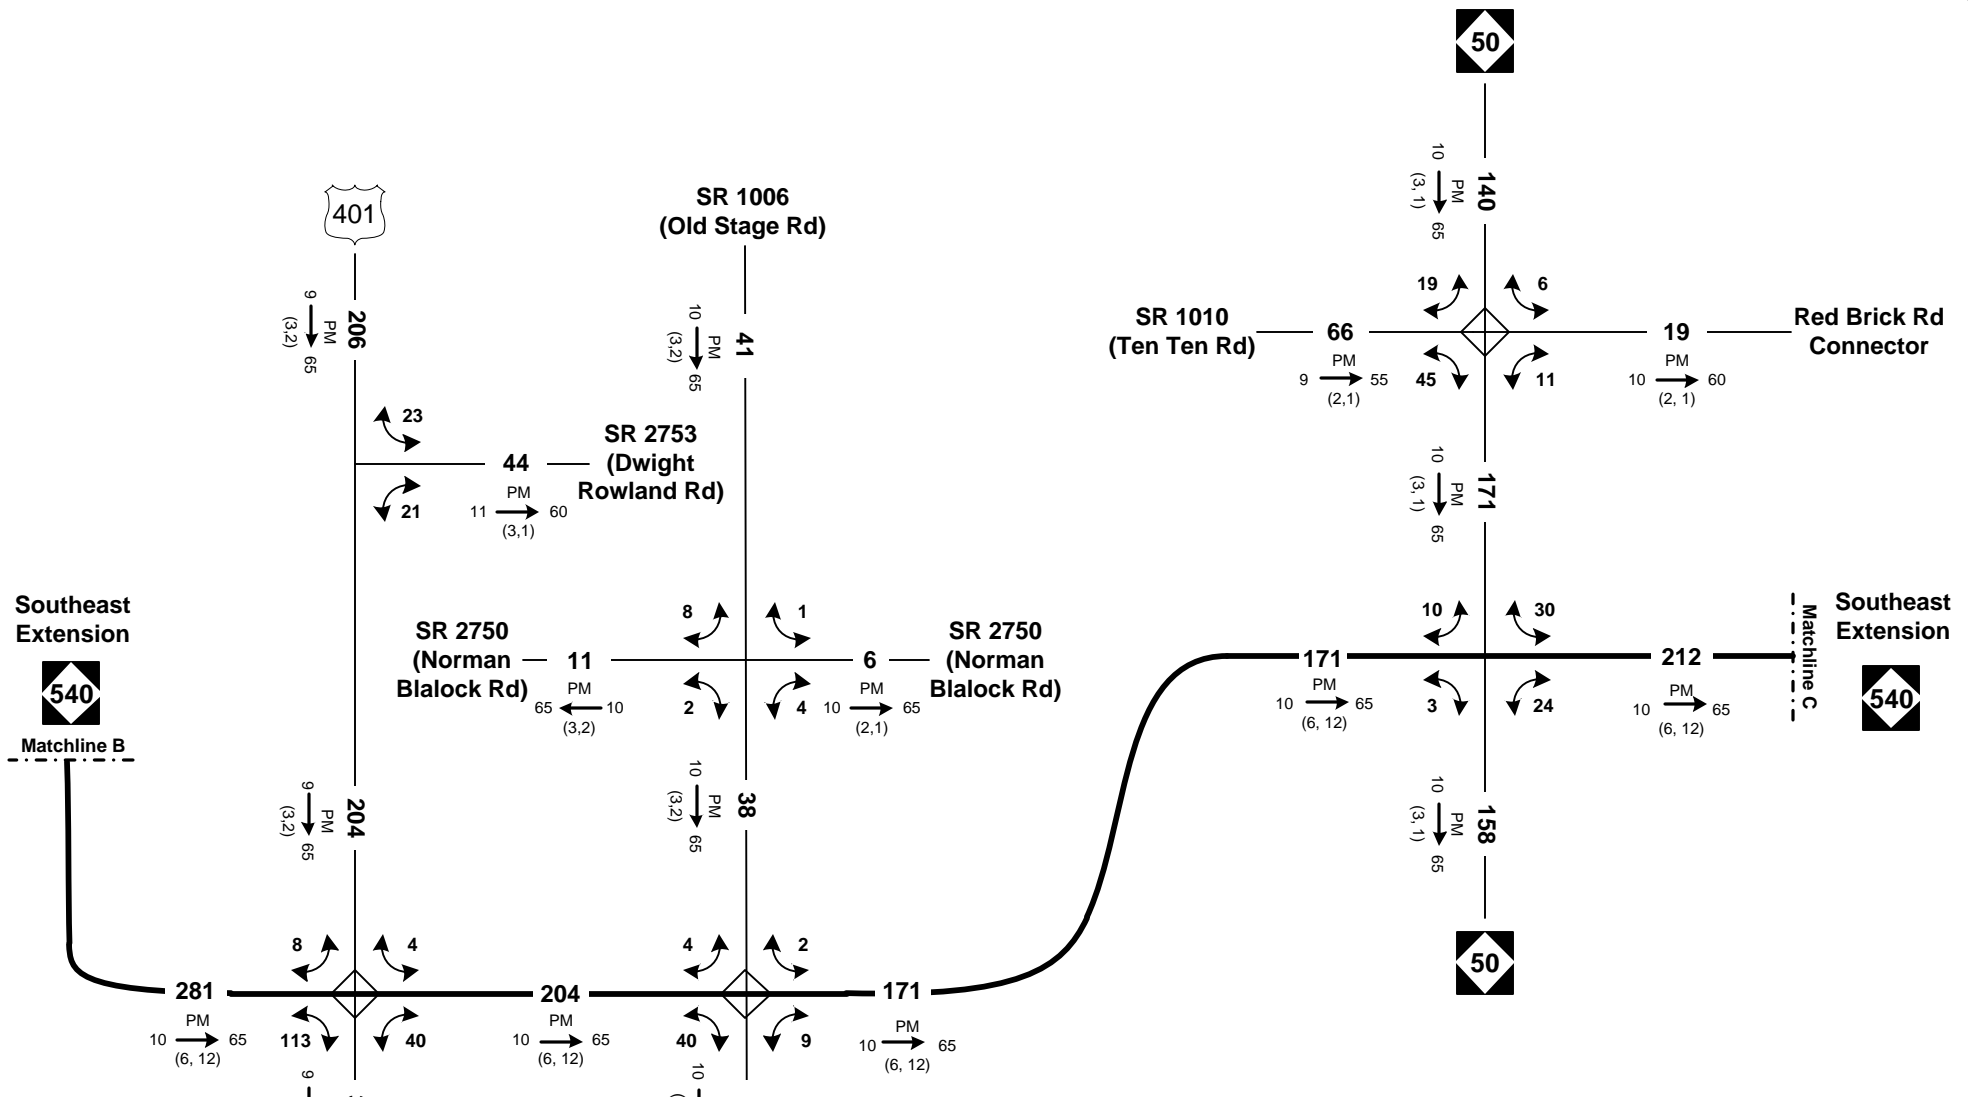 50
10
PM
(3, 1)
65
140
401
SR 1006
(Old Stage Rd)
9
PM
(3,2)
65
206
10
PM
(3,2)
65
41
19
6
SR 1010
(Ten Ten Rd)
66
PM
9
55
(2,1)
45
11
19
PM
10
60
(2, 1)
Red Brick Rd
Connector
23
SR 2753
(Dwight
Rowland Rd)
44
PM
11
60
(3,1)
21
10
PM
(3, 1)
65
171
Southeast
Extension
540
Matchline B
SR 2750
(Norman
Blalock Rd)
11
PM
65
10
(3,2)
8
1
2
4
6
PM
10
65
(2,1)
SR 2750
(Norman
Blalock Rd)
10
30
171
PM
10
65
(6, 12)
3
24
212
PM
10
65
(6, 12)
Matchline C
Southeast
Extension
540
9
PM
(3,2)
65
204
10
PM
(3,2)
65
38
10
PM
(3, 1)
65
158
50
8
4
281
PM
10
65
(6, 12)
113
40
204
PM
10
65
(6, 12)
4
2
40
9
171
PM
10
65
(6, 12)
9
10